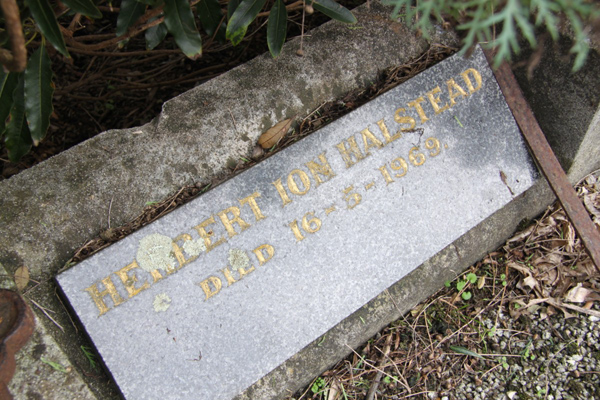 HERBERT ION HALSTEAD
DIED 16-5-1969.